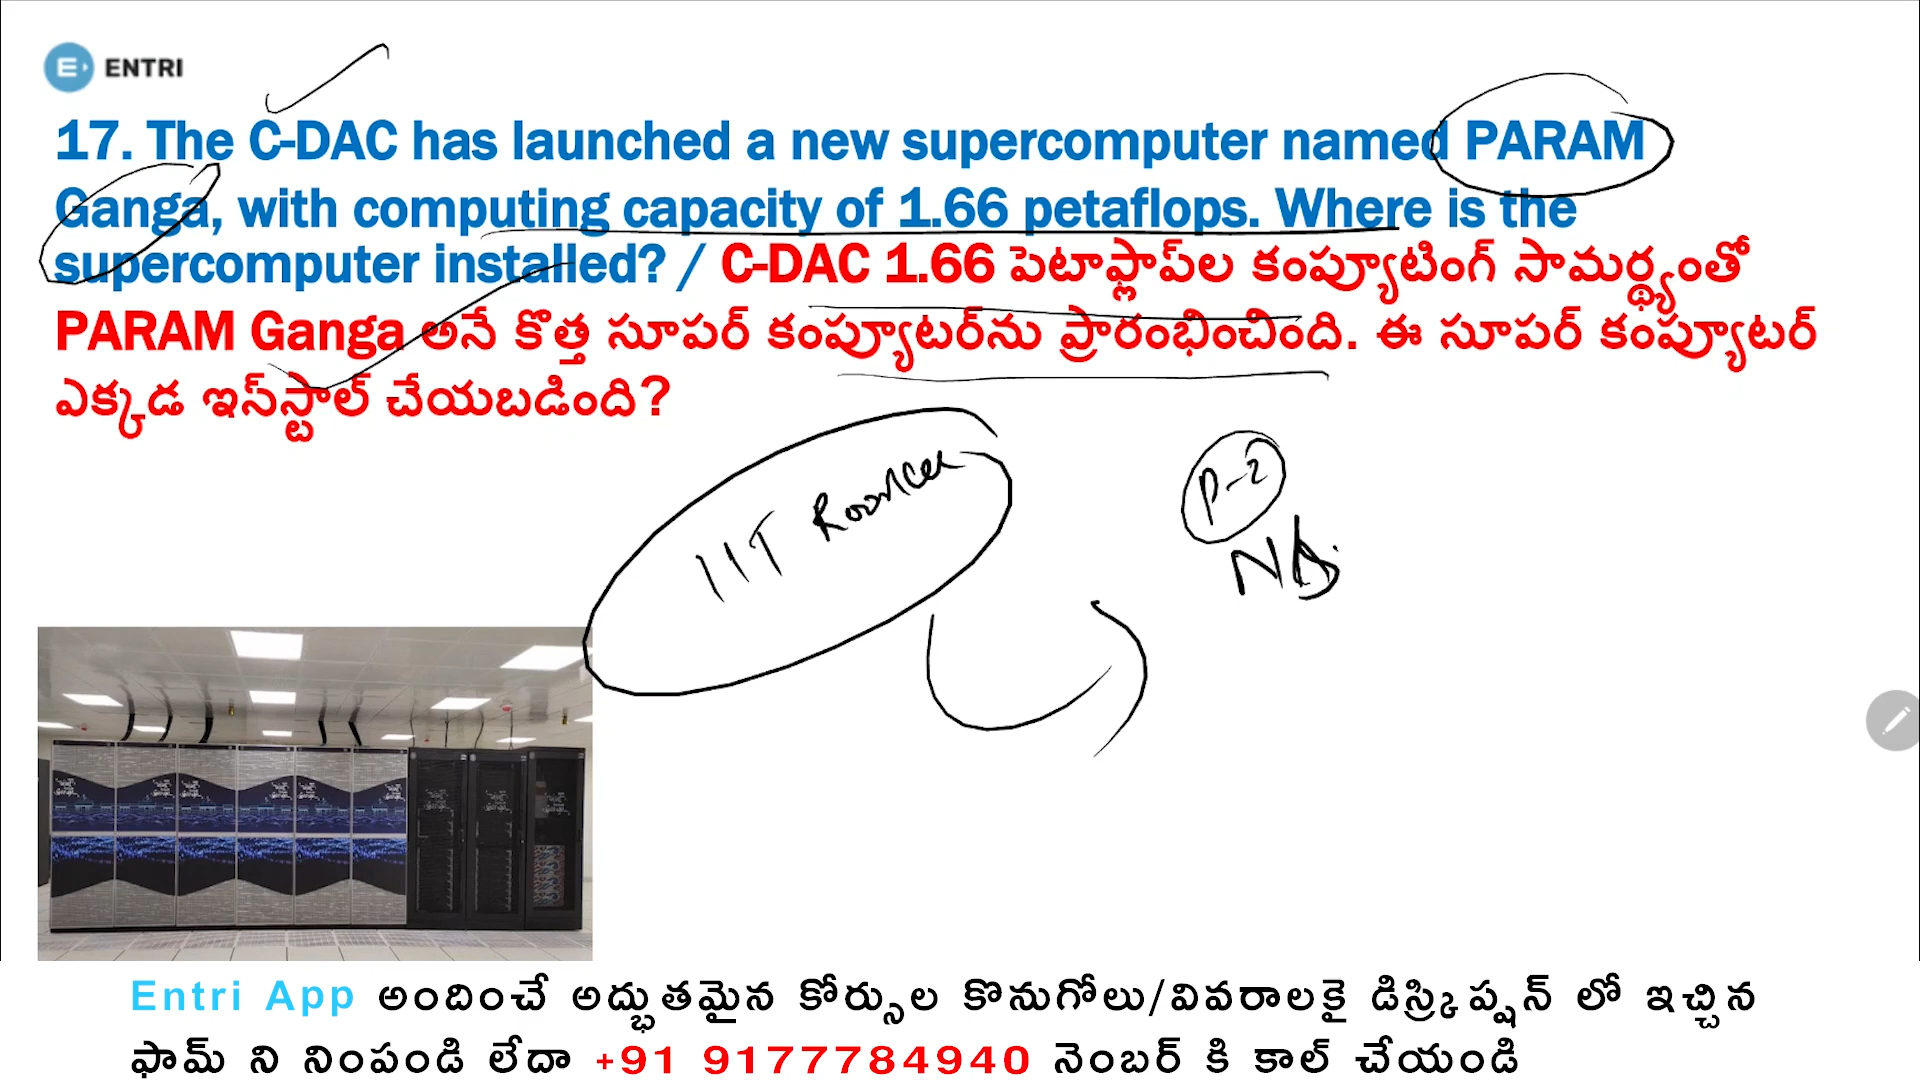 ENTRI
17. The C-DAC has launched a new supercomputer named PARAM
Ganga, with computing capacity of 1.66 petaflops. Where is the
supercomputer installed? / C-DAC 1.66 పెటాఫ్లాప్‌ల కంప్యూటింగ్ సామర్థ్యంతో
PARAM Ganga అనే కొత్త సూపర్ కంప్యూటర్‌ను ప్రారంభించింది. ఈ సూపర్ కంప్యూటర్
ఎక్కడ ఇన్‌స్టాల్ చేయబడింది?
IIT Roorkee
P-2
Entri App అందించే అద్భుతమైన కోర్సుల కొనుగోలు/వివరాలకై డిస్క్రిప్షన్ లో ఇచ్చిన
ఫామ్ ని నింపండి లేదా +91 9177784940 నెంబర్ కి కాల్ చేయండి